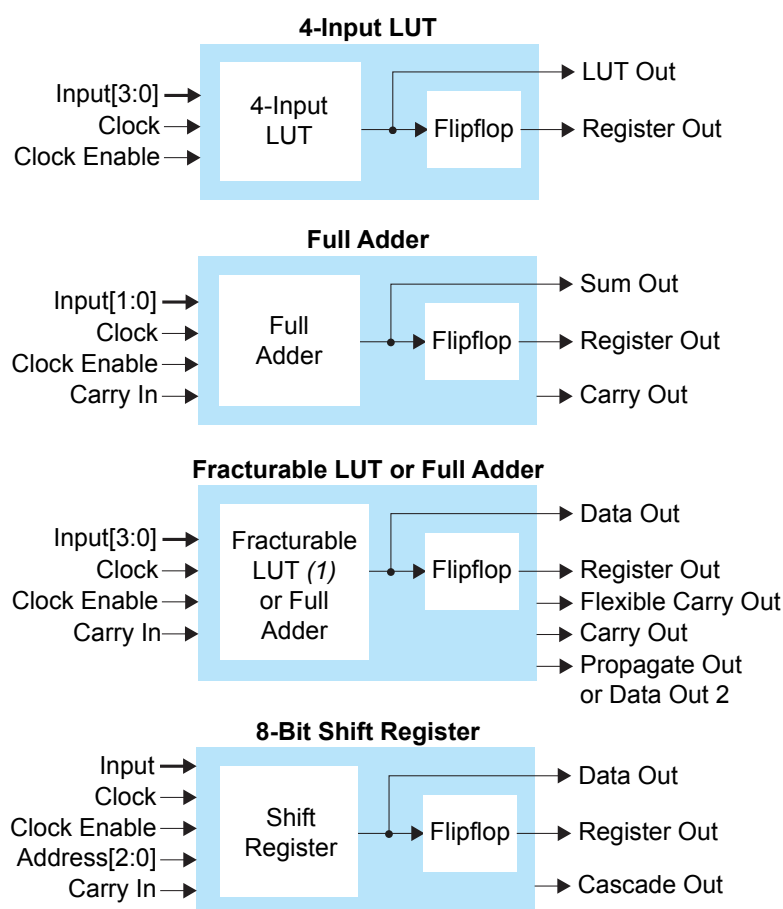 4-Input LUT
Input[3:0]
Clock
Clock Enable
4-Input
LUT
Flipflop
LUT Out
Register Out
Full Adder
Input[1:0]
Clock
Clock Enable
Carry In
Full
Adder
Flipflop
Sum Out
Register Out
Carry Out
Fracturable LUT or Full Adder
Input[3:0]
Clock
Clock Enable
Carry In
Fracturable
LUT (1)
or Full
Adder
Flipflop
Data Out
Register Out
Flexible Carry Out
Carry Out
Propagate Out
or Data Out 2
8-Bit Shift Register
Input
Clock
Clock Enable
Address[2:0]
Carry In
Shift
Register
Flipflop
Data Out
Register Out
Cascade Out